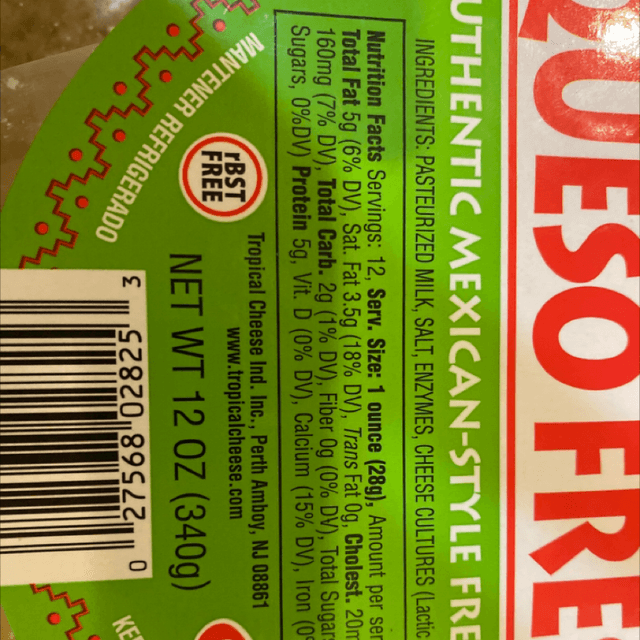 QUESO FRE
UTHENTIC MEXICAN-STYLE FRE
INGREDIENTS: PASTEURIZED MILK, SALT, ENZYMES, CHEESE CULTURES (Lactic
Nutrition Facts Servings: 12, Serv. Size: 1 ounce (28g), Amount per ser
Total Fat 5g (6% DV), Sat. Fat 3.5g (18% DV), Trans Fat 0g, Cholest. 20m
160mg (7% DV), Total Carb. 2g (1% DV), Fiber 0g (0% DV), Total Sugar
Sugars, 0%DV) Protein 5g, Vit. D (0% DV), Calcium (15% DV), Iron (0%
MANTENER REFRIGERADO
rBST
FREE
Tropical Cheese Ind. Inc., Perth Amboy, NJ 08861
www.tropicalcheese.com
NET WT 12 OZ (340g)
0 27568 02825 3
KE